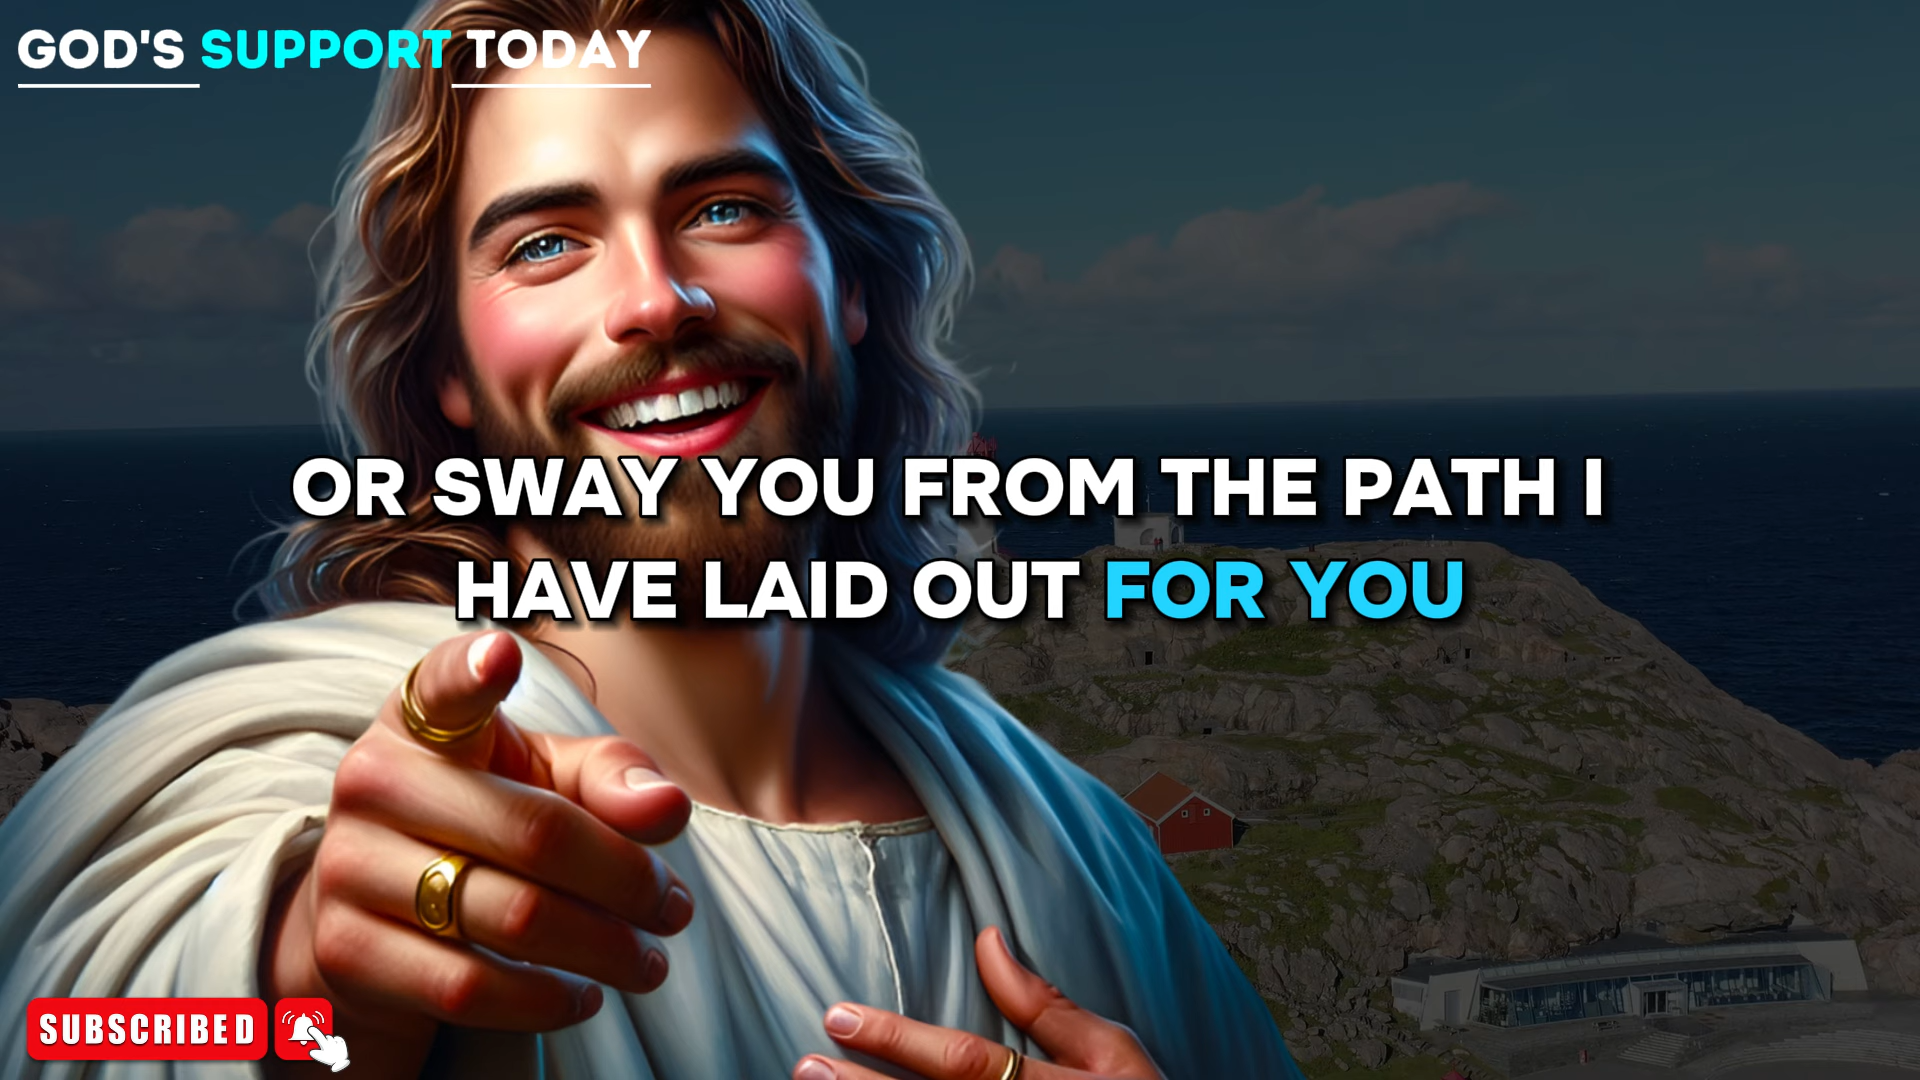 GOD'S SUPPORT TODAY
OR SWAY YOU FROM THE PATH I
HAVE LAID OUT FOR YOU
SUBSCRIBED